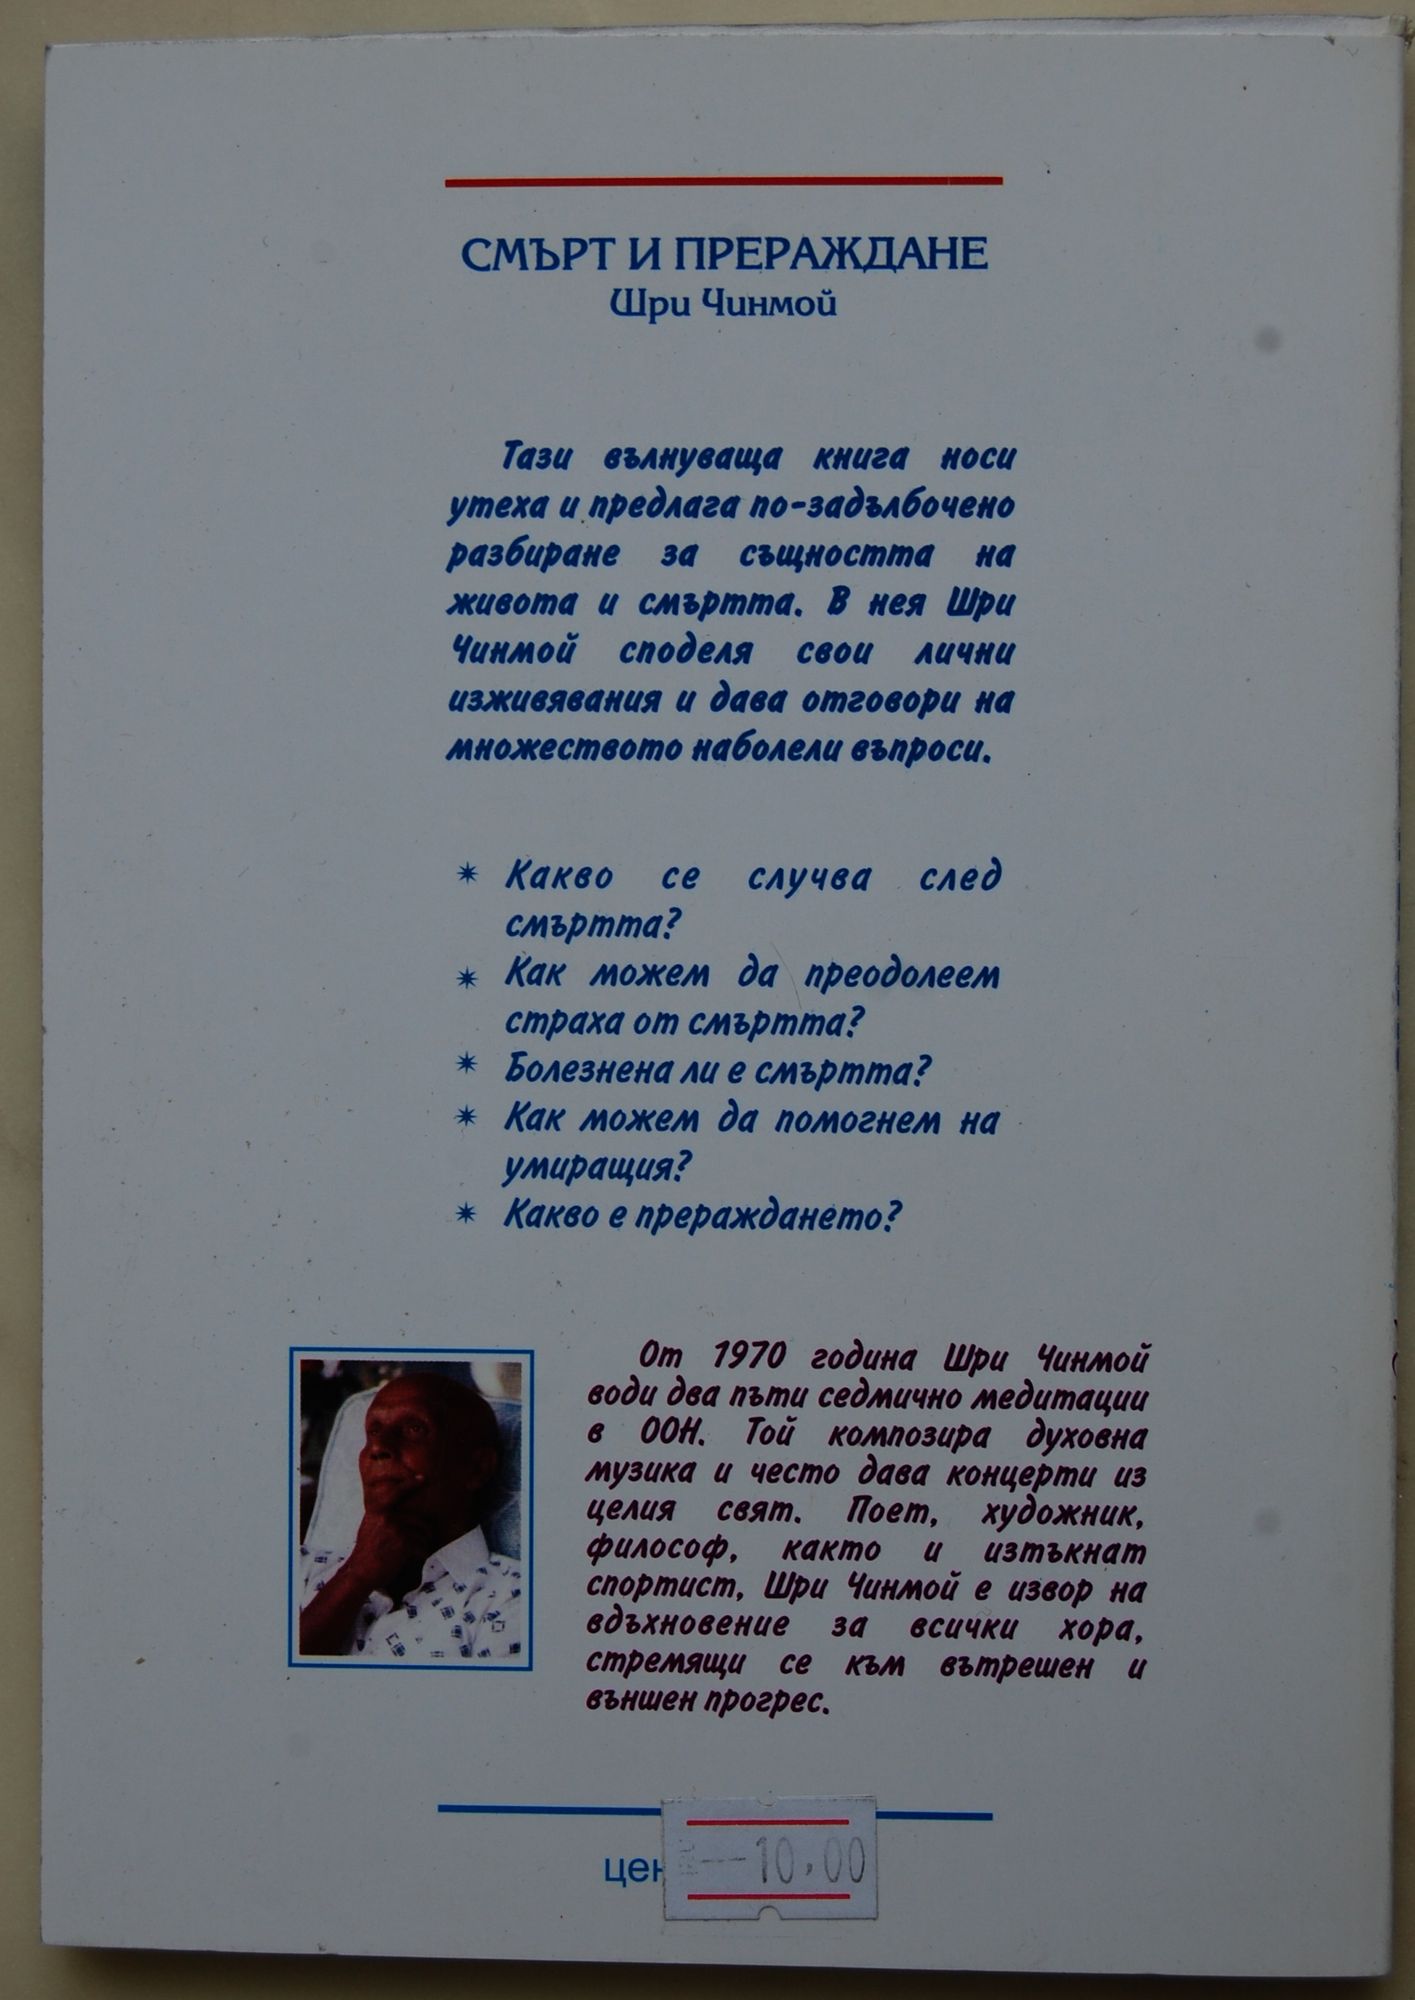 СМЪРТ И ПРЕРАЖДАНЕ
Шри Чинмой
Тази вълнуваща книга носи
утеха и предлага по-задълбочено
разбиране за същността на
живота и смъртта. В нея Шри
Чинмой споделя свои лични
изживявания и дава отговори на
множеството наболели въпроси.
✴ Какво се случва след
смъртта?
✴ Как можем да преодолеем
страха от смъртта?
✴ Болезнена ли е смъртта?
✴ Как можем да помогнем на
умиращия?
✴ Какво е прераждането?
От 1970 година Шри Чинмой
води два пъти седмично медитации
в ООН. Той композира духовна
музика и често дава концерти из
целия свят. Поет, художник,
философ, както и изтъкнат
спортист, Шри Чинмой е извор на
вдъхновение за всички хора,
стремящи се към вътрешен и
външен прогрес.
---10.00